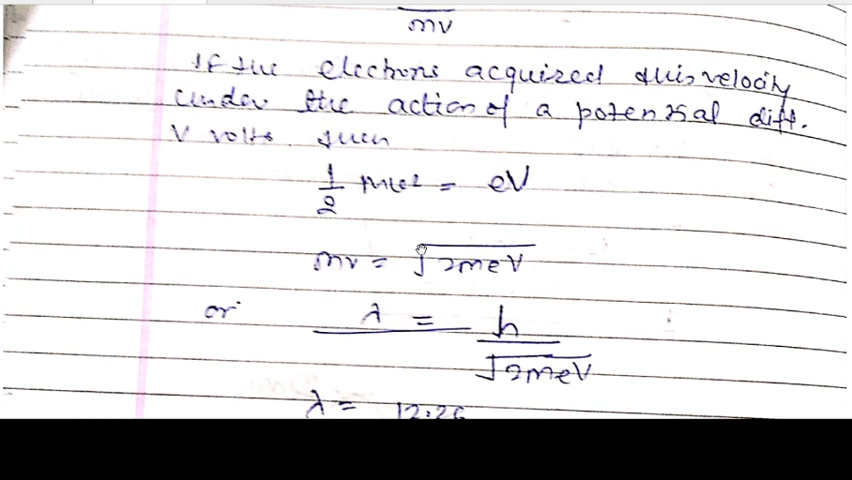 mv
If the electrons acquired this velocity
under the action of a potential diff.
V volts then
1/2 mv² = eV
mv = √2meV
or λ = h/√2meV
λ = 12.26